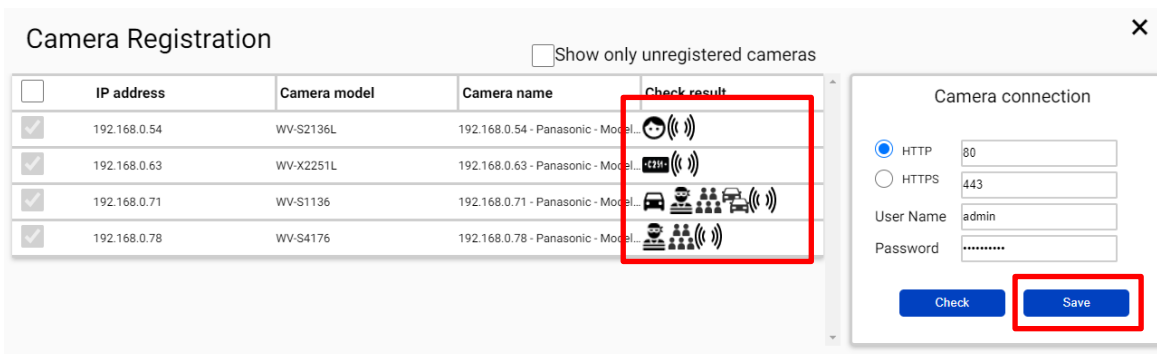 Camera Registration
Show only unregistered cameras
IP address Camera model Camera name Check result
192.168.0.54 WV-S2136L 192.168.0.54 - Panasonic - Model...
192.168.0.63 WV-X2251L 192.168.0.63 - Panasonic - Model...
192.168.0.71 WV-S1136 192.168.0.71 - Panasonic - Model...
192.168.0.78 WV-S4176 192.168.0.78 - Panasonic - Model...
Camera connection
HTTP 80
HTTPS 443
User Name admin
Password ••••••••••
Check Save